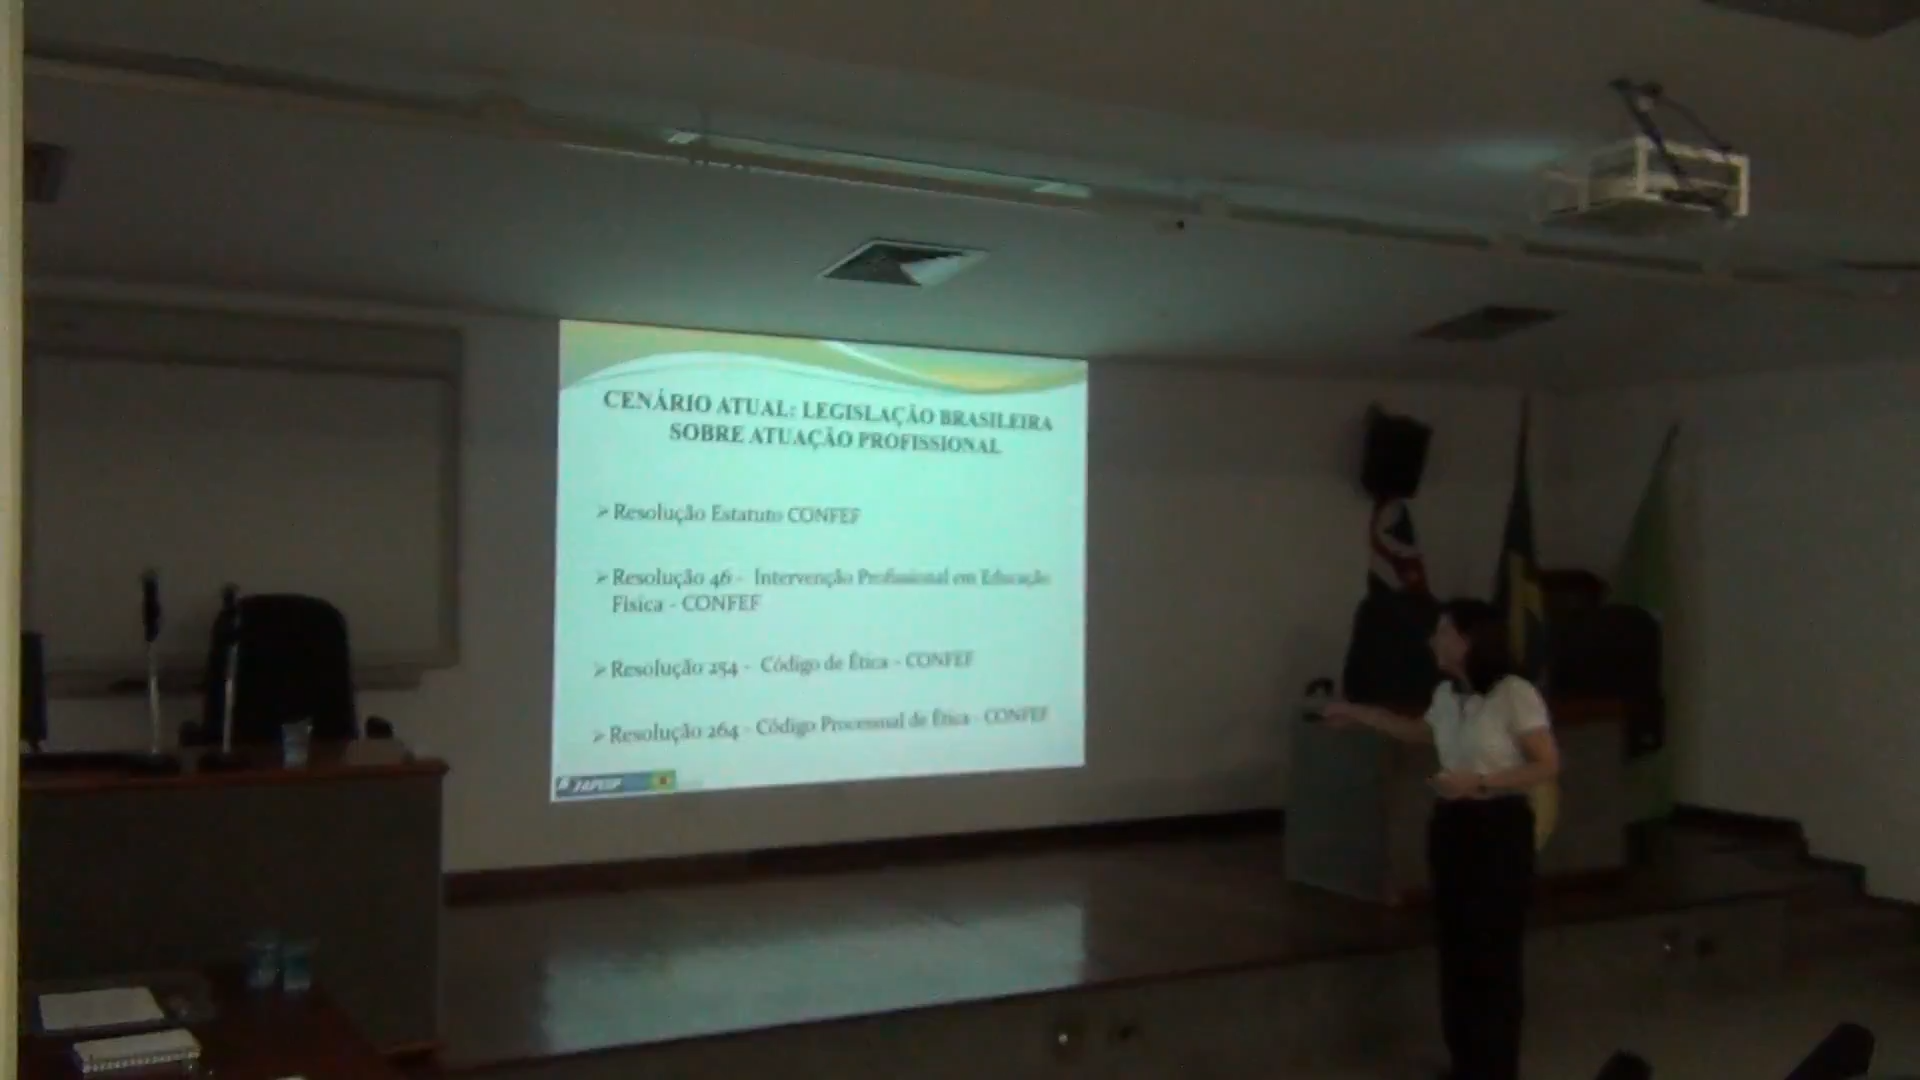 CENÁRIO ATUAL: LEGISLAÇÃO BRASILEIRA
SOBRE ATUAÇÃO PROFISSIONAL
➢ Resolução Estatuto CONFEF
➢ Resolução 46 - Intervenção Profissional em Educação
Física - CONFEF
➢ Resolução 254 - Código de Ética - CONFEF
➢ Resolução 264 - Código Processual de Ética - CONFEF